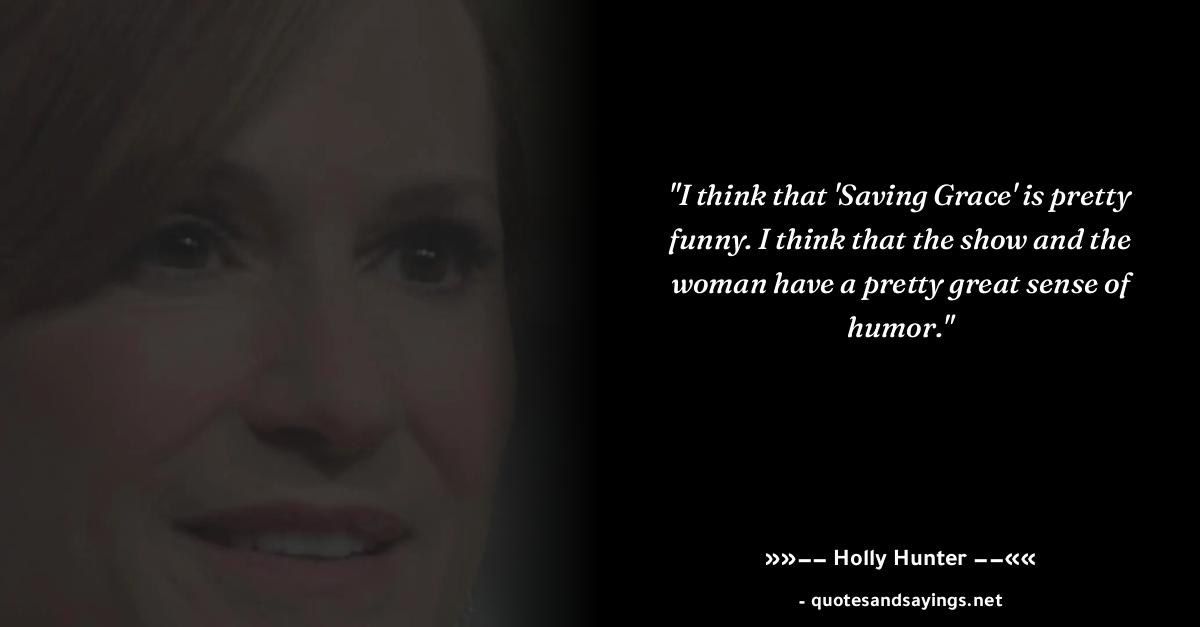 "I think that 'Saving Grace' is pretty
funny. I think that the show and the
woman have a pretty great sense of
humor."
»»−− Holly Hunter −−««
- quotesandsayings.net